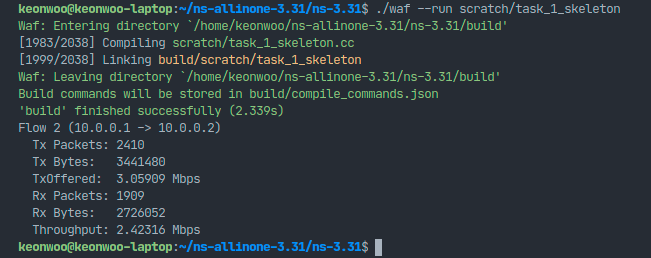 keonwoo@keonwoo-laptop:~/ns-allinone-3.31/ns-3.31$ ./waf --run scratch/task_1_skeleton
Waf: Entering directory `/home/keonwoo/ns-allinone-3.31/ns-3.31/build'
[1983/2038] Compiling scratch/task_1_skeleton.cc
[1999/2038] Linking build/scratch/task_1_skeleton
Waf: Leaving directory `/home/keonwoo/ns-allinone-3.31/ns-3.31/build'
Build commands will be stored in build/compile_commands.json
'build' finished successfully (2.339s)
Flow 2 (10.0.0.1 -> 10.0.0.2)
  Tx Packets: 2410
  Tx Bytes:   3441480
  TxOffered:  3.05909 Mbps
  Rx Packets: 1909
  Rx Bytes:   2726052
  Throughput: 2.42316 Mbps
keonwoo@keonwoo-laptop:~/ns-allinone-3.31/ns-3.31$